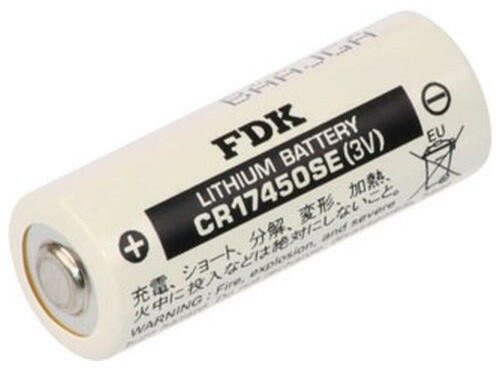 FDK
LITHIUM BATTERY
CR17450SE(3V)
EU
充電、ショート、分解、変形、加熱、
火中に投入などは絶対にしないこと。
WARNING : Fire, explosion, and severe